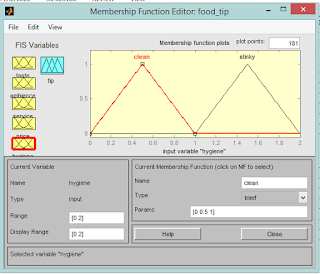 Membership Function Editor: food_tip
File Edit View
FIS Variables
Membership function plots
plot points:
181
taste
ambience
service
price
hygiene
tip
clean
stinky
1
0.5
0
0 0.2 0.4 0.6 0.8 1 1.2 1.4 1.6 1.8 2
input variable "hygiene"
Current Variable
Name hygiene
Type input
Range [0 2]
Display Range [0 2]
Current Membership Function (click on MF to select)
Name clean
Type trimf
Params [0 0.5 1]
Help Close
Selected variable "hygiene"